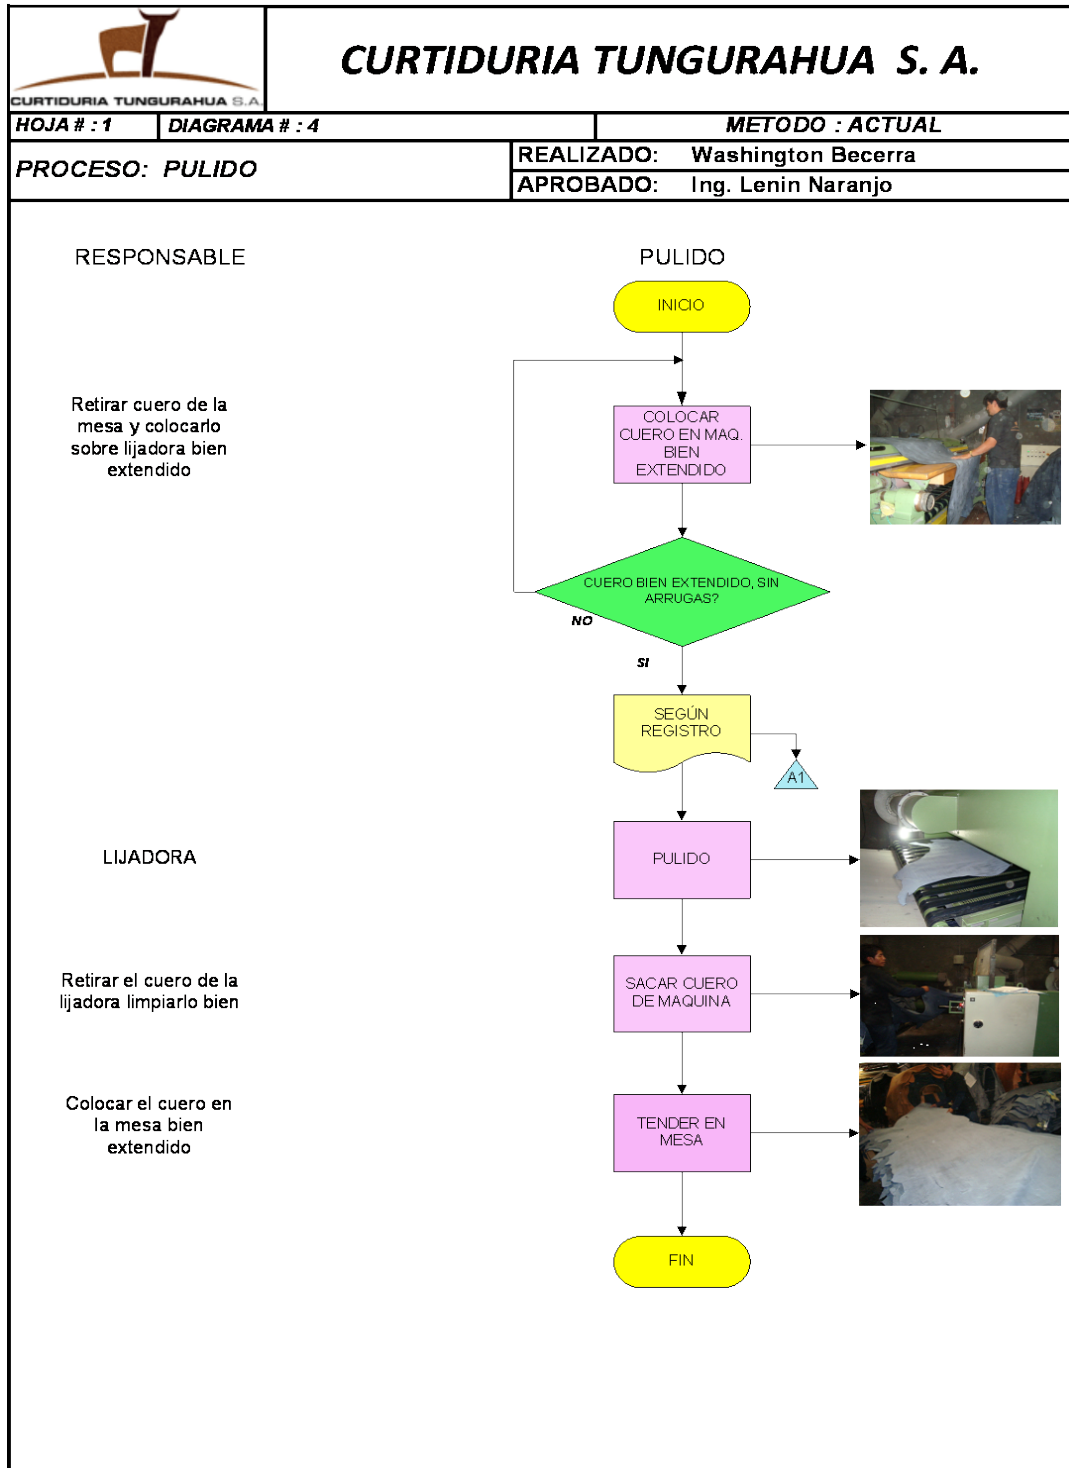 CURTIDURIA TUNGURAHUA S.A.
CURTIDURIA TUNGURAHUA S. A.
HOJA # : 1
DIAGRAMA # : 4
METODO : ACTUAL
PROCESO: PULIDO
REALIZADO: Washington Becerra
APROBADO: Ing. Lenin Naranjo
RESPONSABLE
PULIDO
INICIO
Retirar cuero de la
mesa y colocarlo
sobre lijadora bien
extendido
COLOCAR
CUERO EN MAQ.
BIEN
EXTENDIDO
CUERO BIEN EXTENDIDO, SIN
ARRUGAS?
NO
SI
SEGÚN
REGISTRO
A1
LIJADORA
PULIDO
Retirar el cuero de la
lijadora limpiarlo bien
SACAR CUERO
DE MAQUINA
Colocar el cuero en
la mesa bien
extendido
TENDER EN
MESA
FIN